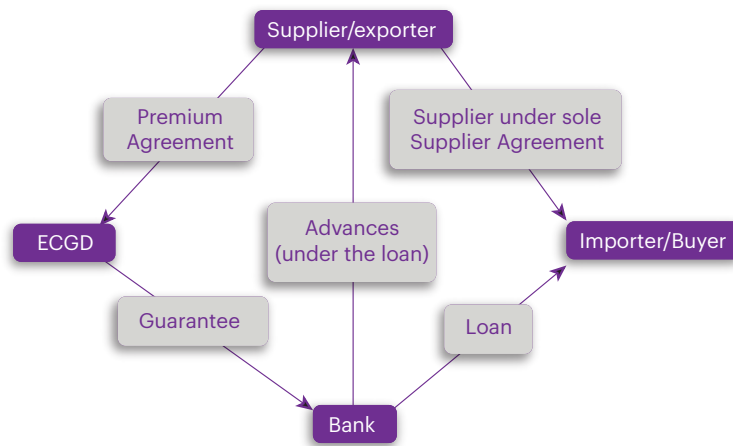 Supplier/exporter
Premium
Agreement
Supplier under sole
Supplier Agreement
ECGD
Advances
(under the loan)
Importer/Buyer
Guarantee
Loan
Bank